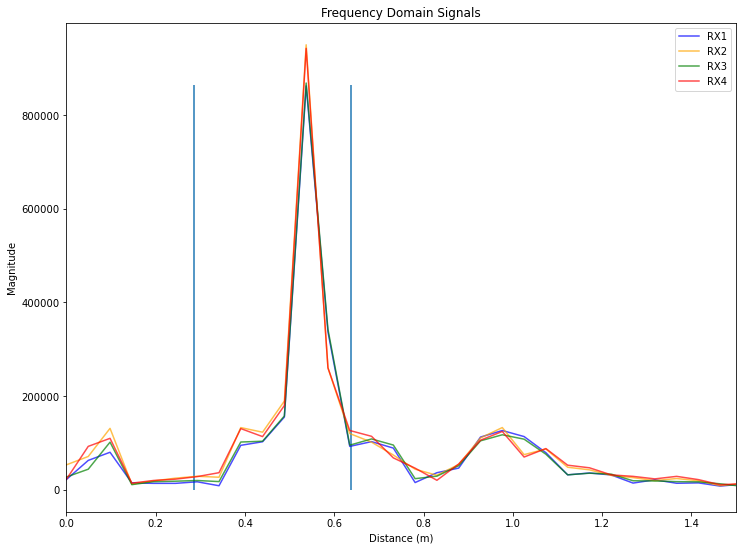 Frequency Domain Signals
RX1
RX2
RX3
RX4
Magnitude
800000
600000
400000
200000
0
0.0 0.2 0.4 0.6 0.8 1.0 1.2 1.4
Distance (m)